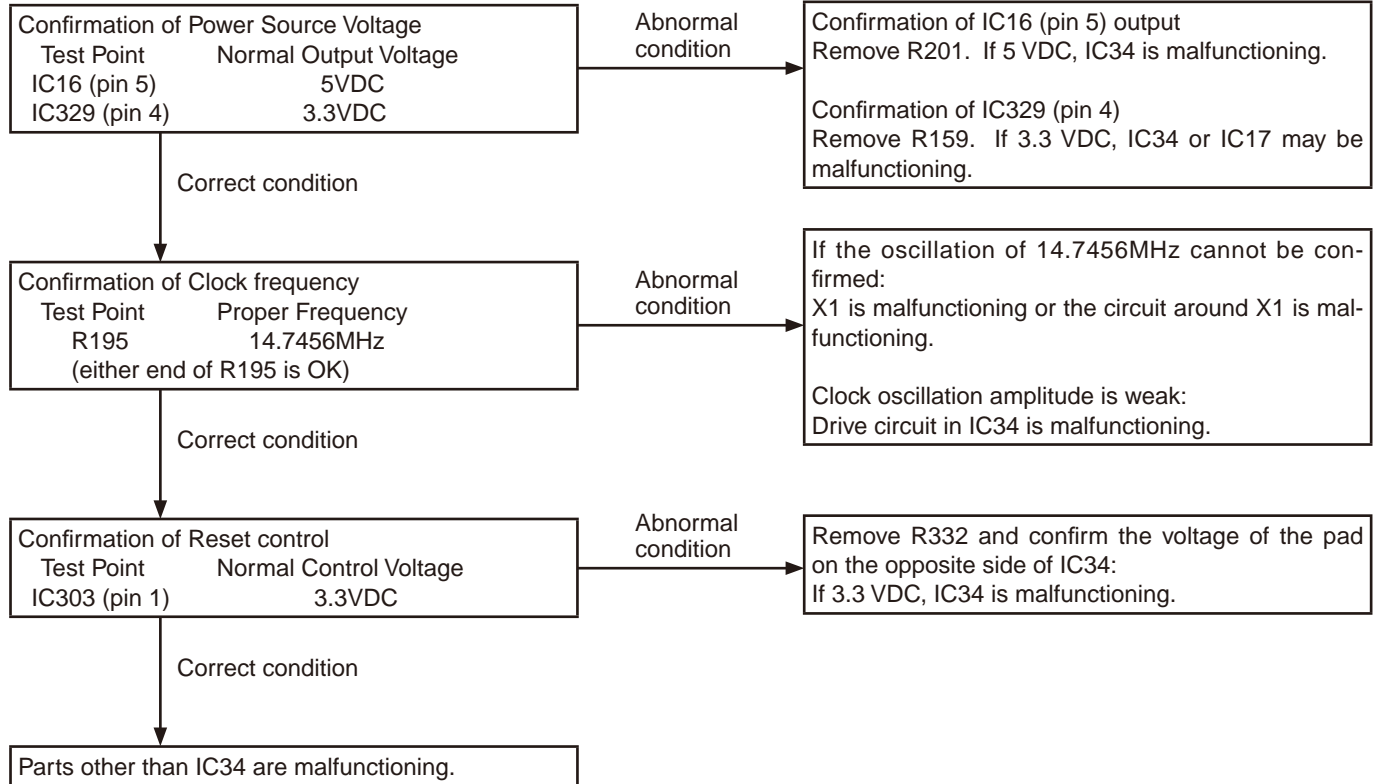 Confirmation of Power Source Voltage
Test Point Normal Output Voltage
IC16 (pin 5) 5VDC
IC329 (pin 4) 3.3VDC
Abnormal
condition
Confirmation of IC16 (pin 5) output
Remove R201. If 5 VDC, IC34 is malfunctioning.
Confirmation of IC329 (pin 4)
Remove R159. If 3.3 VDC, IC34 or IC17 may be
malfunctioning.
Correct condition
Confirmation of Clock frequency
Test Point Proper Frequency
R195 14.7456MHz
(either end of R195 is OK)
Abnormal
condition
If the oscillation of 14.7456MHz cannot be con-
firmed:
X1 is malfunctioning or the circuit around X1 is mal-
functioning.
Clock oscillation amplitude is weak:
Drive circuit in IC34 is malfunctioning.
Correct condition
Confirmation of Reset control
Test Point Normal Control Voltage
IC303 (pin 1) 3.3VDC
Abnormal
condition
Remove R332 and confirm the voltage of the pad
on the opposite side of IC34:
If 3.3 VDC, IC34 is malfunctioning.
Correct condition
Parts other than IC34 are malfunctioning.